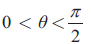 0 < θ < π/2